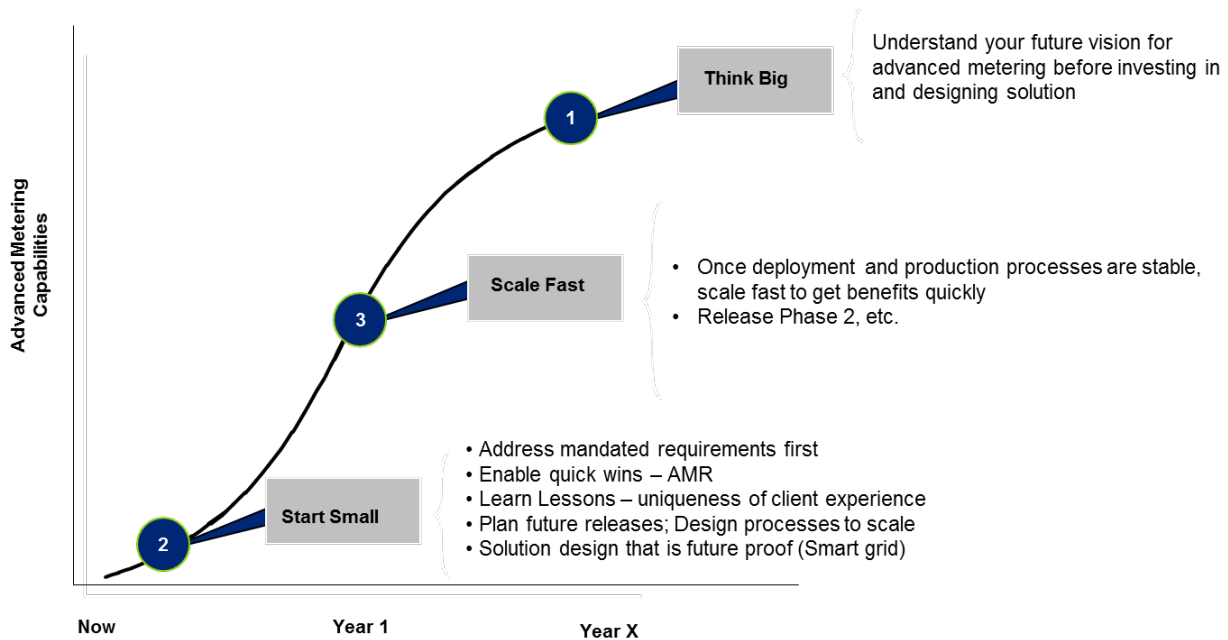 Understand your future vision for
advanced metering before investing in
and designing solution
Think Big
1
Advanced Metering
Capabilities
Scale Fast
3
• Once deployment and production processes are stable,
scale fast to get benefits quickly
• Release Phase 2, etc.
• Address mandated requirements first
• Enable quick wins – AMR
• Learn Lessons – uniqueness of client experience
• Plan future releases; Design processes to scale
• Solution design that is future proof (Smart grid)
Start Small
2
Now
Year 1
Year X